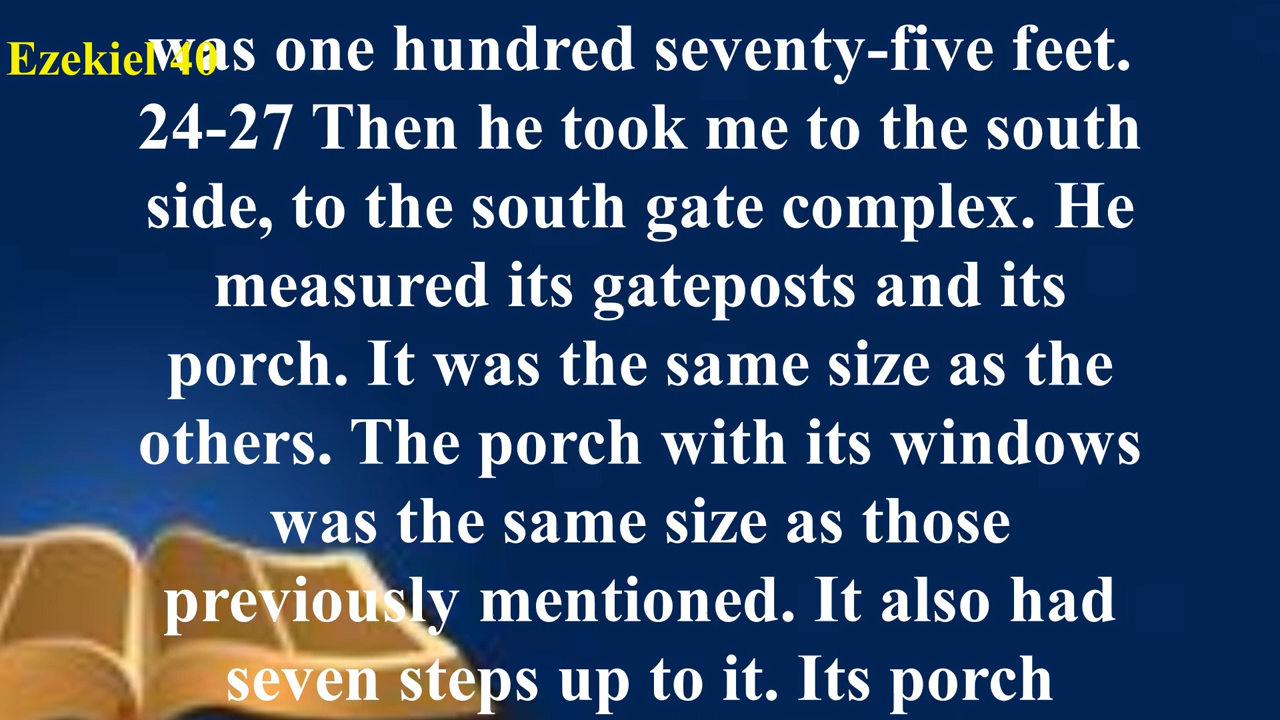 Ezekiel 40
was one hundred seventy-five feet.
24-27 Then he took me to the south
side, to the south gate complex. He
measured its gateposts and its
porch. It was the same size as the
others. The porch with its windows
was the same size as those
previously mentioned. It also had
seven steps up to it. Its porch